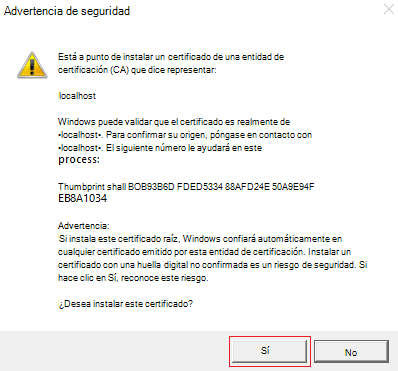 Advertencia de seguridad
Está a punto de instalar un certificado de una entidad de
certificación (CA) que dice representar:
localhost
Windows puede validar que el certificado es realmente de
«localhost». Para confirmar su origen, póngase en contacto con
«localhost». El siguiente número le ayudará en este
process:
Thumbprint shall BOB93B6D FDED5334 88AFD24E 50A9E94F
EB8A1034
Advertencia:
Si instala este certificado raíz, Windows confiará automáticamente en
cualquier certificado emitido por esta entidad de certificación. Instalar un
certificado con una huella digital no confirmada es un riesgo de seguridad. Si
hace clic en Sí, reconoce este riesgo.
¿Desea instalar este certificado?
Sí
No